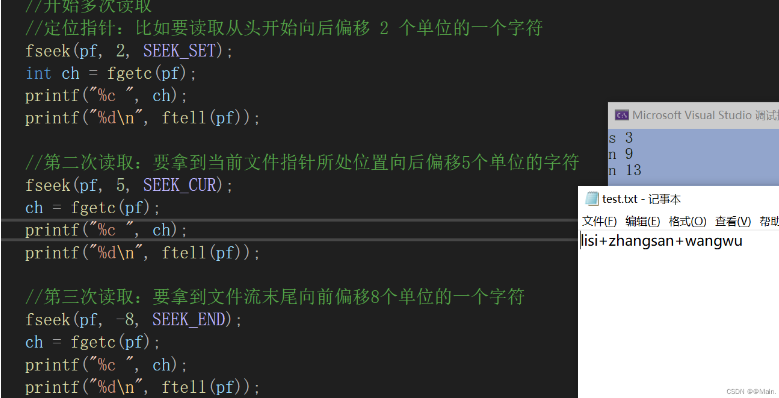 //开始多次读取
//定位指针：比如要读取从头开始向后偏移 2 个单位的一个字符
fseek(pf, 2, SEEK_SET);
int ch = fgetc(pf);
printf("%c ", ch);
printf("%d\n", ftell(pf));
//第二次读取：要拿到当前文件指针所处位置向后偏移5个单位的字符
fseek(pf, 5, SEEK_CUR);
ch = fgetc(pf);
printf("%c ", ch);
printf("%d\n", ftell(pf));
//第三次读取：要拿到文件流末尾向前偏移8个单位的一个字符
fseek(pf, -8, SEEK_END);
ch = fgetc(pf);
printf("%c ", ch);
printf("%d\n", ftell(pf));
Microsoft Visual Studio 调试
s 3
n 9
n 13
test.txt - 记事本
文件(F) 编辑(E) 格式(O) 查看(V) 帮助
lisi+zhangsan+wangwu
CSDN @@Main.